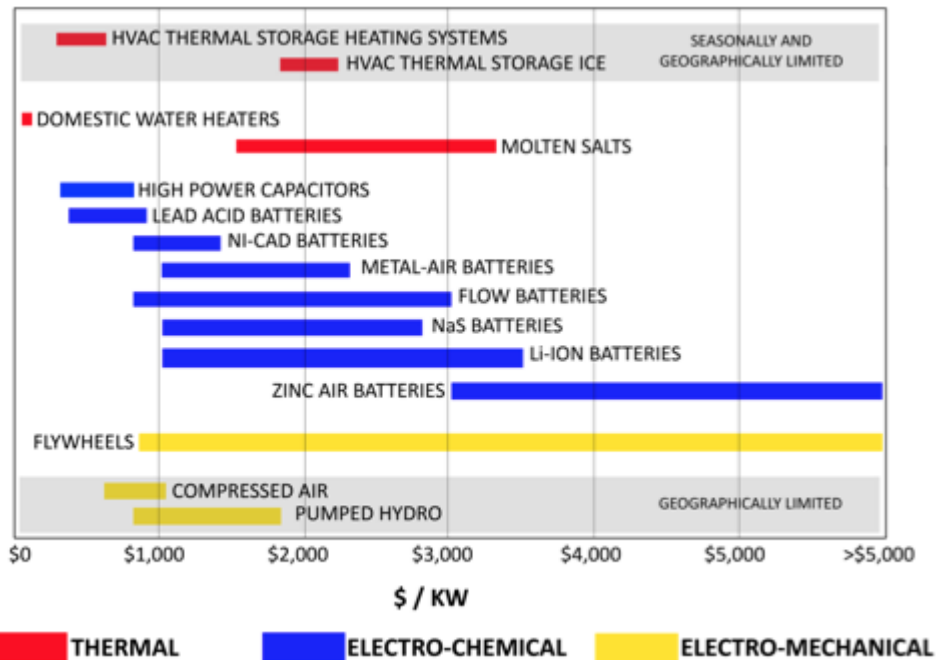 HVAC THERMAL STORAGE HEATING SYSTEMS
SEASONALLY AND
GEOGRAPHICALLY LIMITED
HVAC THERMAL STORAGE ICE
DOMESTIC WATER HEATERS
MOLTEN SALTS
HIGH POWER CAPACITORS
LEAD ACID BATTERIES
NI-CAD BATTERIES
METAL-AIR BATTERIES
FLOW BATTERIES
NaS BATTERIES
Li-ION BATTERIES
ZINC AIR BATTERIES
FLYWHEELS
COMPRESSED AIR
GEOGRAPHICALLY LIMITED
PUMPED HYDRO
$0 $1,000 $2,000 $3,000 $4,000 $5,000 >$5,000
$ / KW
THERMAL ELECTRO-CHEMICAL ELECTRO-MECHANICAL